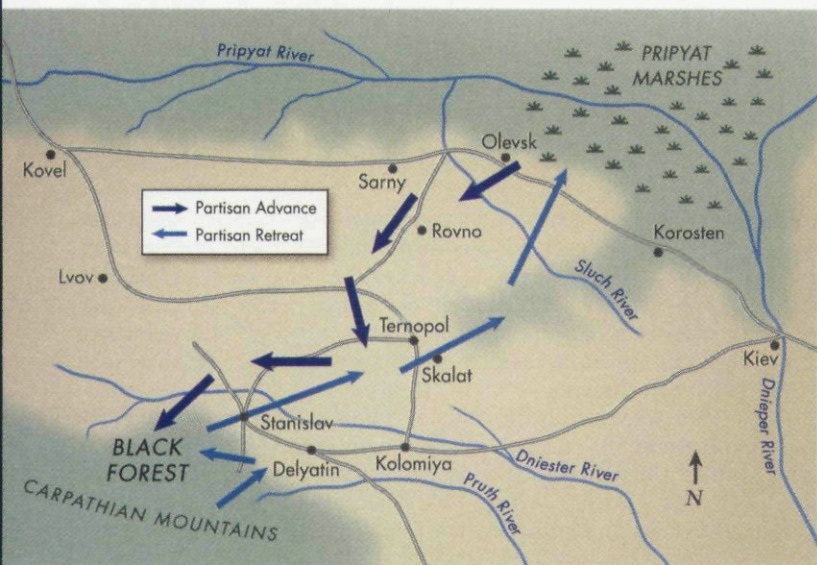 Pripyat River
PRIPYAT
MARSHES
Kovel
Sarny
Olevsk
Partisan Advance
Partisan Retreat
Rovno
Korosten
Lvov
Sluch River
Ternopol
Skalat
Kiev
Dnieper River
Stanislav
BLACK
FOREST
Delyatin
Kolomiya
Dniester River
Pruth River
CARPATHIAN MOUNTAINS
N